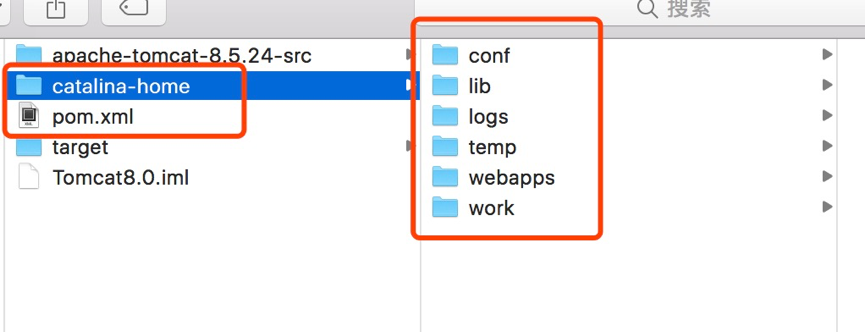 搜索
apache-tomcat-8.5.24-src
catalina-home
pom.xml
target
Tomcat8.0.iml
conf
lib
logs
temp
webapps
work